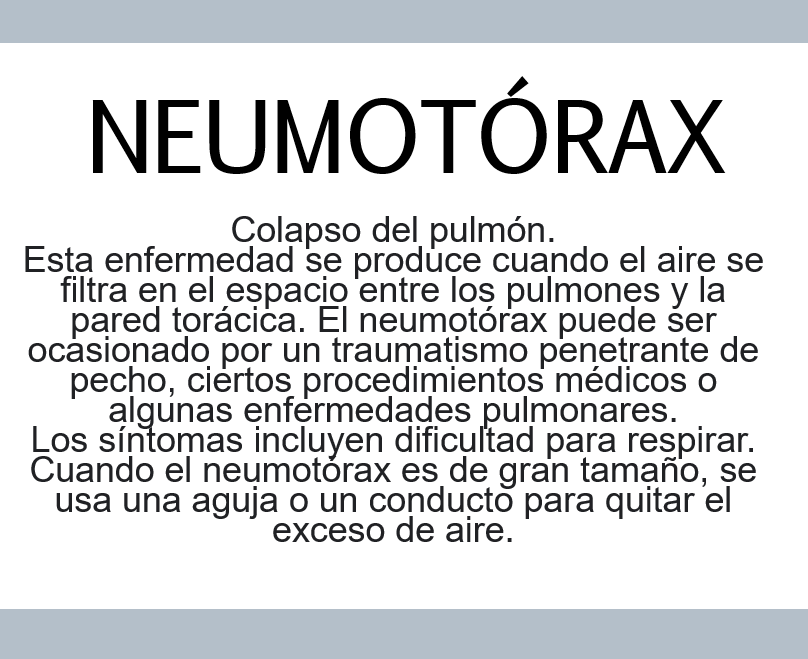 NEUMOTÓRAX
Colapso del pulmón.
Esta enfermedad se produce cuando el aire se
filtra en el espacio entre los pulmones y la
pared torácica. El neumotórax puede ser
ocasionado por un traumatismo penetrante de
pecho, ciertos procedimientos médicos o
algunas enfermedades pulmonares.
Los síntomas incluyen dificultad para respirar.
Cuando el neumotórax es de gran tamaño, se
usa una aguja o un conducto para quitar el
exceso de aire.